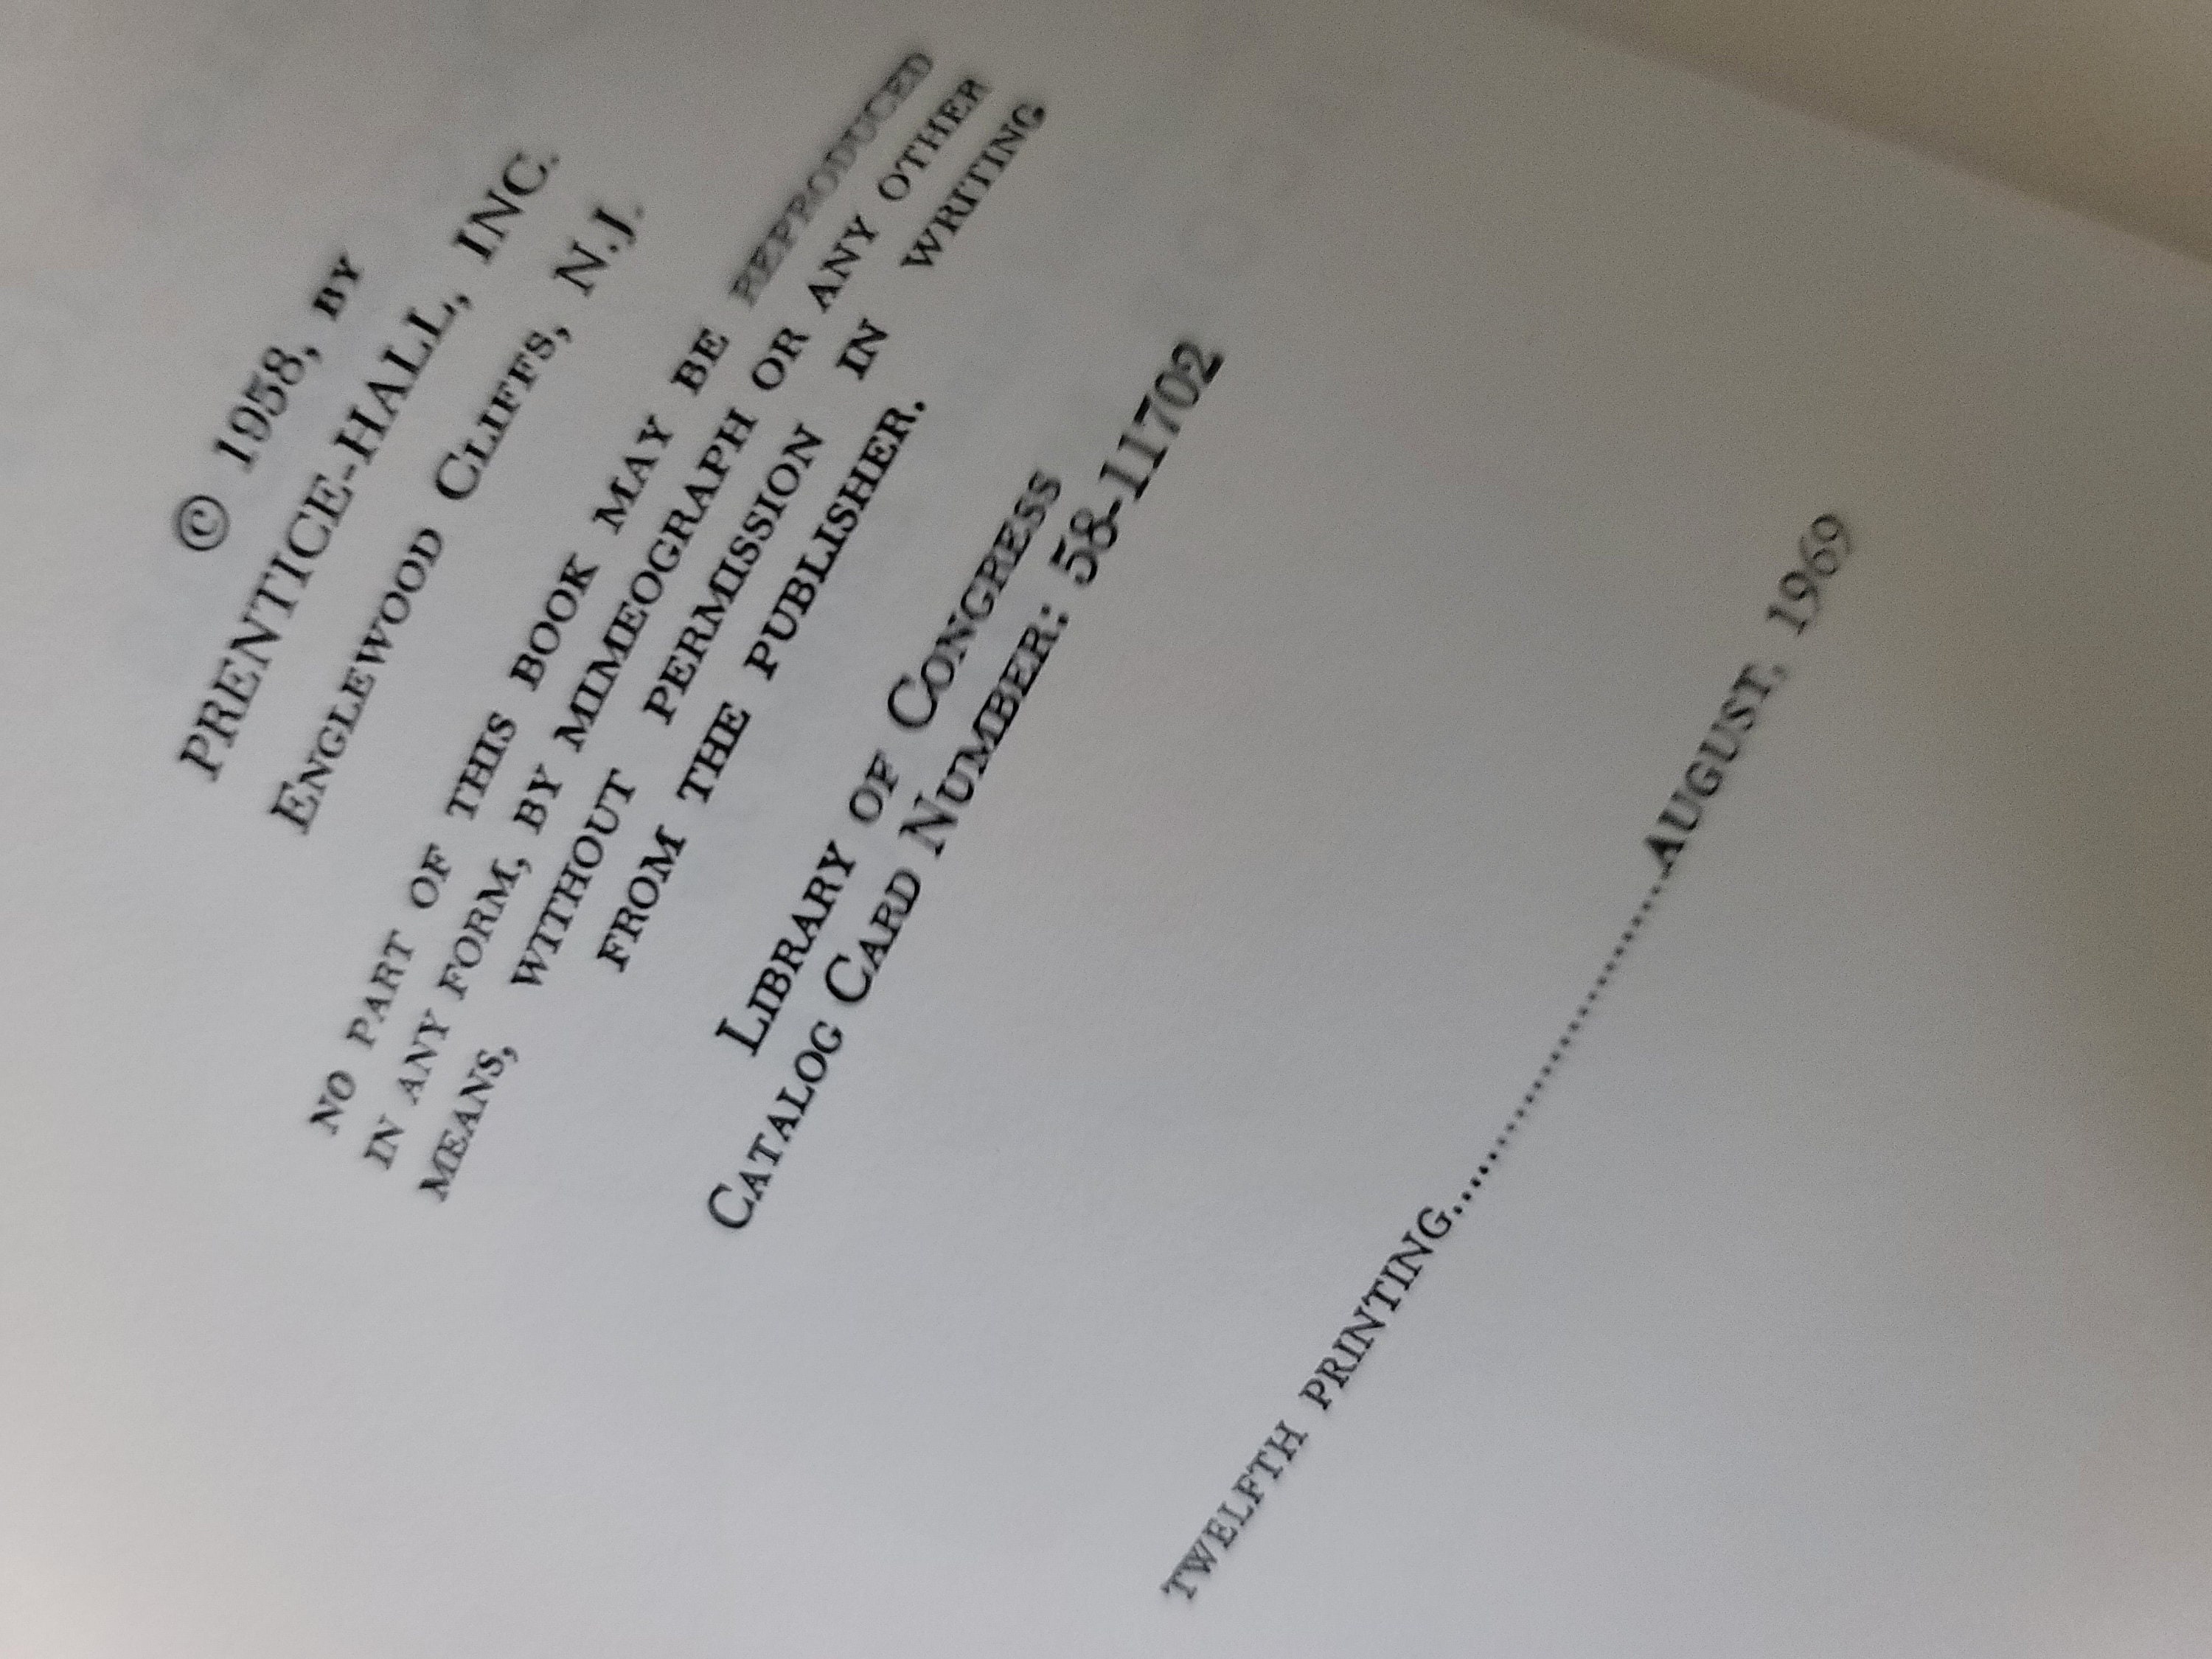 © 1958, BY
PRENTICE-HALL, INC.
ENGLEWOOD CLIFFS, N.J.
NO PART OF THIS BOOK MAY BE REPRODUCED
IN ANY FORM, BY MIMEOGRAPH OR ANY OTHER
MEANS, WITHOUT PERMISSION IN WRITING
FROM THE PUBLISHER.
LIBRARY OF CONGRESS
CATALOG CARD NUMBER: 58-11702
TWELFTH PRINTING..............................AUGUST, 1969